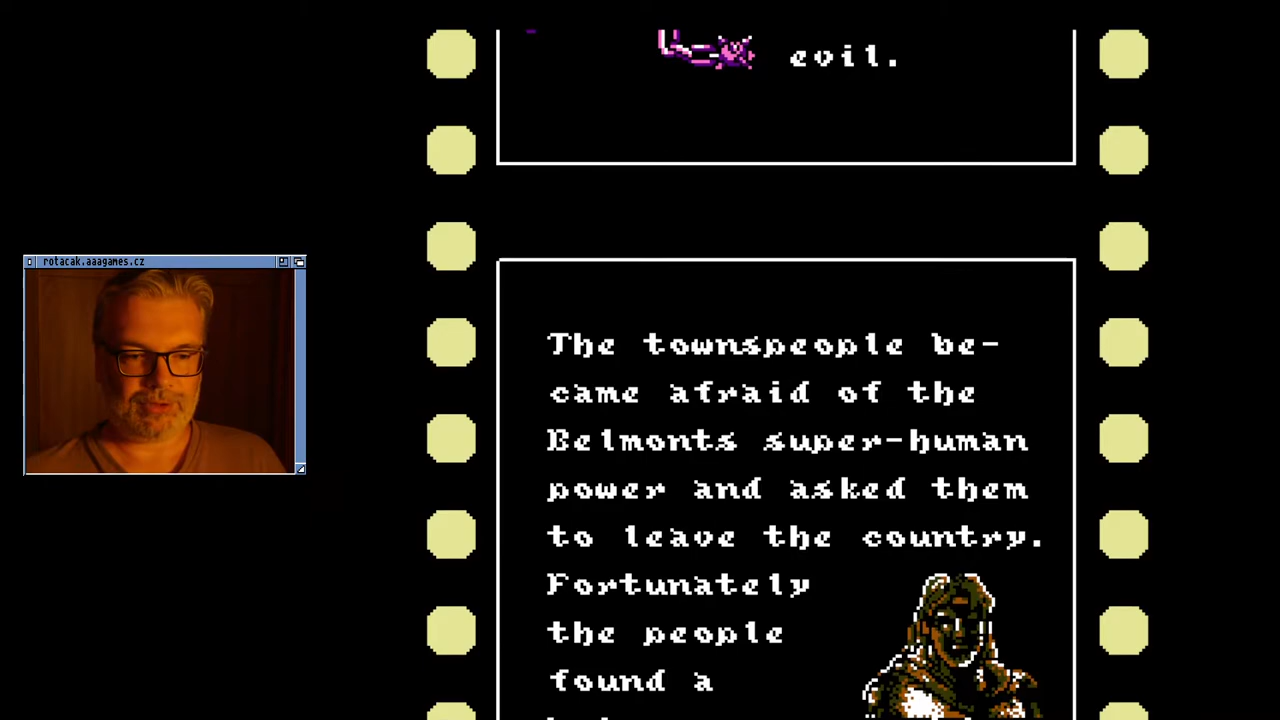 evil.
rotacak.aaagames.cz
The townspeople be-
came afraid of the
Belmonts super-human
power and asked them
to leave the country.
Fortunately
the people
found a